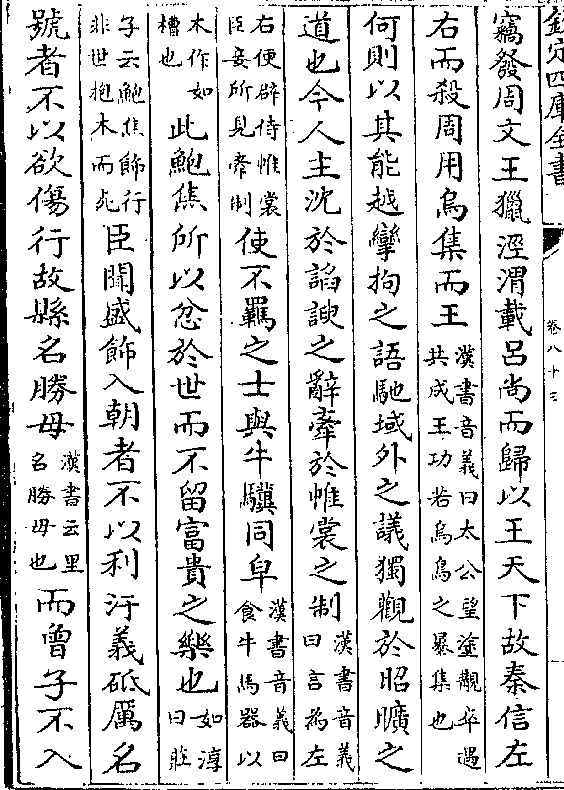 欽定四庫全書
卷八十三
竊發周文王獵涇渭載呂尚而歸以王天下故秦信左
右而殺周用烏集而王漢書音義曰太公望塗覯卒遇共成王功若烏鳥之暴集也
何則以其能越攣拘之語馳域外之議獨觀於昭曠之
道也今人主沈於諂諛之辭牽於帷裳之制漢書音義曰言為左
右便辟侍帷裳臣妾所見牽制使不羈之士與牛驥同皁漢書音義曰食牛馬器以
木作如槽也此鮑焦所以忿於世而不留富貴之樂也如淳曰莊
子云鮑焦飾行非世抱木而死臣聞盛飾入朝者不以利汙義砥厲名
號者不以欲傷行故縣名勝母漢書云里名勝母也而曾子不入